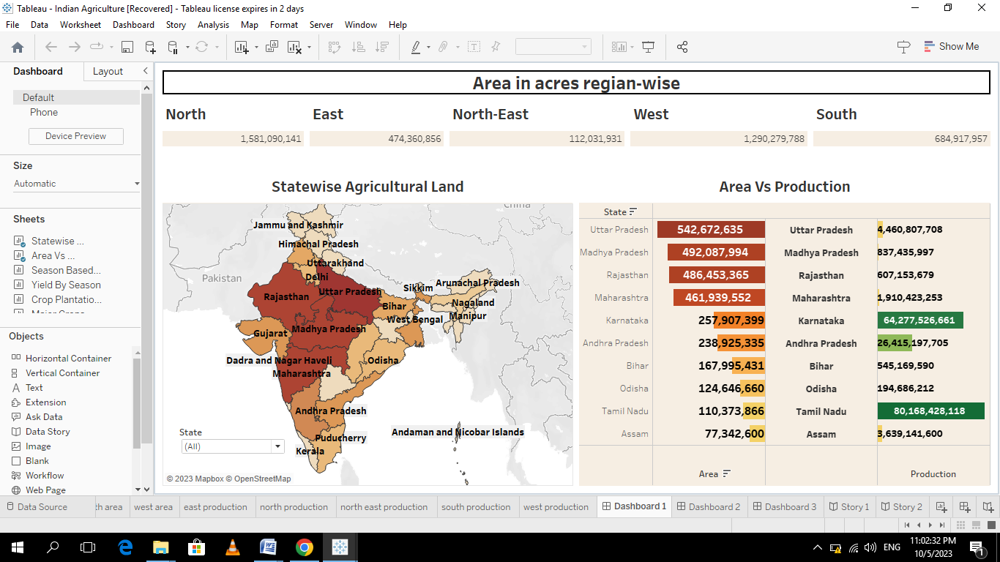 Tableau - Indian Agriculture [Recovered] - Tableau license expires in 2 days
File Data Worksheet Dashboard Story Analysis Map Format Server Window Help
Show Me
Dashboard Layout
Default
Phone
Device Preview
Size
Automatic
Sheets
Statewise ...
Area Vs ...
Season Based...
Yield By Season
Crop Plantatio...
Objects
Horizontal Container
Vertical Container
Text
Extension
Ask Data
Data Story
Image
Blank
Workflow
Web Page
Area in acres regian-wise
North East North-East West South
1,581,090,141 474,360,856 112,031,931 1,290,279,788 684,917,957
Statewise Agricultural Land
China
Jammu and Kashmir
Himachal Pradesh
Uttarakhand
Pakistan
Delhi
Arunachal Pradesh
Sikkim
Uttar Pradesh
Rajasthan
Nagaland
Bihar
Manipur
West Bengal
Madhya Pradesh
Gujarat
Dadra and Nagar Haveli
Odisha
Maharashtra
Andhra Pradesh
Andaman and Nicobar Islands
Puducherry
Kerala
State
(All)
© 2023 Mapbox © OpenStreetMap
Area Vs Production
State
Uttar Pradesh 542,672,635 Uttar Pradesh 4,460,807,708
Madhya Pradesh 492,087,994 Madhya Pradesh 837,435,997
Rajasthan 486,453,365 Rajasthan 607,153,679
Maharashtra 461,939,552 Maharashtra 1,910,423,253
Karnataka 257,907,399 Karnataka 64,277,526,661
Andhra Pradesh 238,925,335 Andhra Pradesh 26,415,197,705
Bihar 167,995,431 Bihar 545,169,590
Odisha 124,646,660 Odisha 194,686,212
Tamil Nadu 110,373,866 Tamil Nadu 80,168,428,118
Assam 77,342,600 Assam 3,639,141,600
Area Production
Data Source th area west area east production north production north east production south production west production Dashboard 1 Dashboard 2 Dashboard 3 Story 1 Story 2
ENG 11:02:32 PM
10/5/2023
1